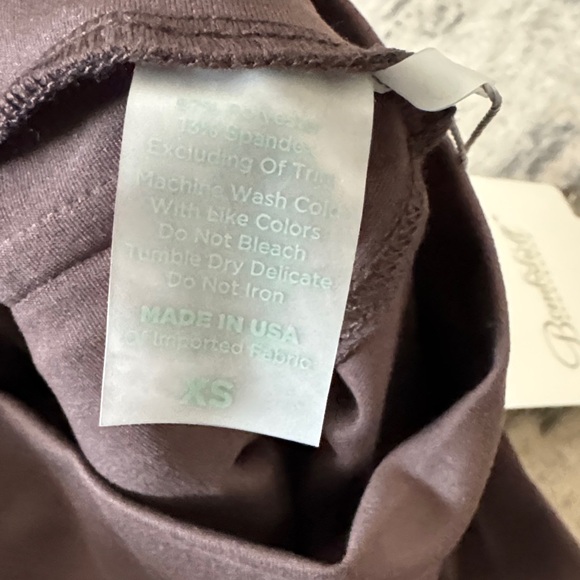 13% Spandex
Excluding Of Trim
Machine Wash Cold
With Like Colors
Do Not Bleach
Tumble Dry Delicate
Do Not Iron
MADE IN USA
Of Imported Fabric
XS